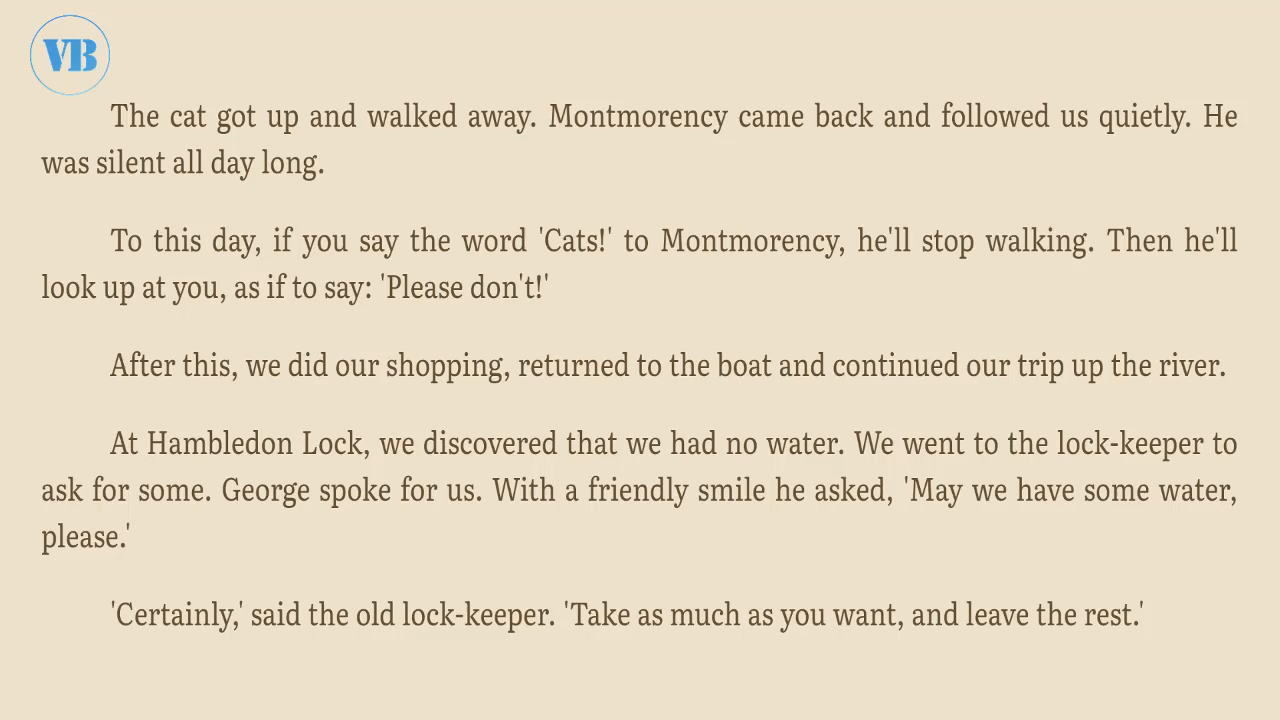 VB
The cat got up and walked away. Montmorency came back and followed us quietly. He
was silent all day long.
To this day, if you say the word 'Cats!' to Montmorency, he'll stop walking. Then he'll
look up at you, as if to say: 'Please don't!'
After this, we did our shopping, returned to the boat and continued our trip up the river.
At Hambledon Lock, we discovered that we had no water. We went to the lock-keeper to
ask for some. George spoke for us. With a friendly smile he asked, 'May we have some water,
please.'
'Certainly,' said the old lock-keeper. 'Take as much as you want, and leave the rest.'